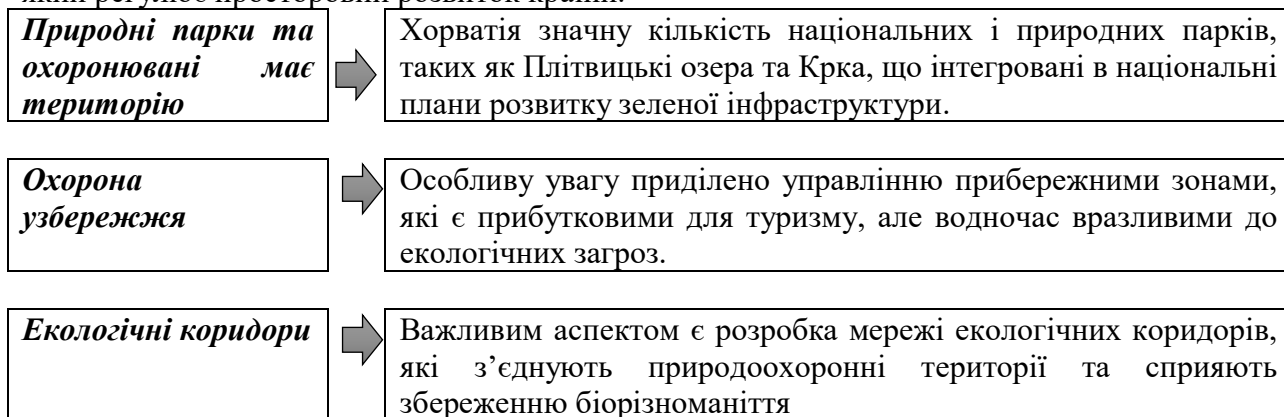 який регулює просторовий розвиток країни.
Природні парки та
охоронювані має
територію
Хорватія значну кількість національних і природних парків,
таких як Плітвицькі озера та Крка, що інтегровані в національні
плани розвитку зеленої інфраструктури.
Охорона
узбережжя
Особливу увагу приділено управлінню прибережними зонами,
які є прибутковими для туризму, але водночас вразливими до
екологічних загроз.
Екологічні коридори
Важливим аспектом є розробка мережі екологічних коридорів,
які з’єднують природоохоронні території та сприяють
збереженню біорізноманіття